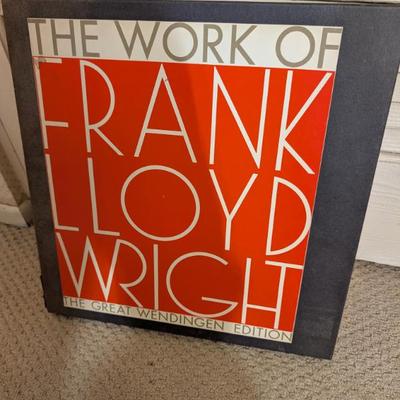 THE WORK OF
FRANK
LLOYD
WRIGHT
THE GREAT WENDINGEN EDITION